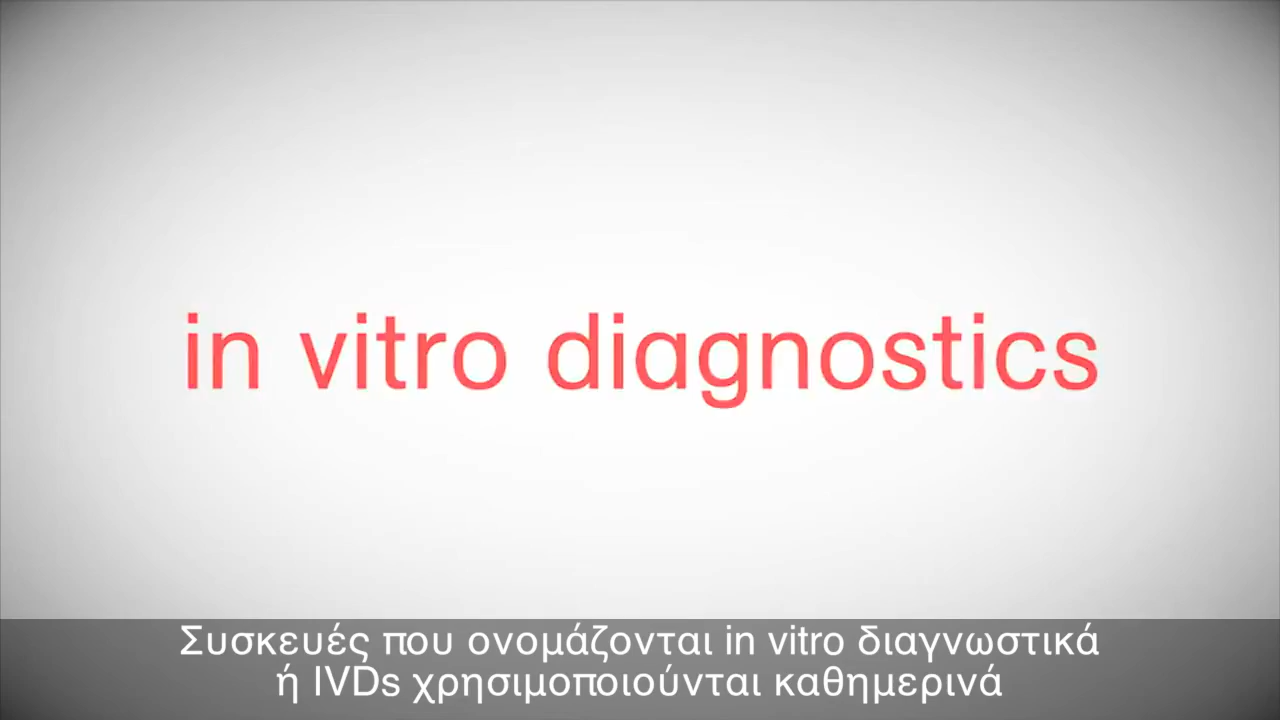 in vitro diagnostics
Συσκευές που ονομάζονται in vitro διαγνωστικά
ή IVDs χρησιμοποιούνται καθημερινά